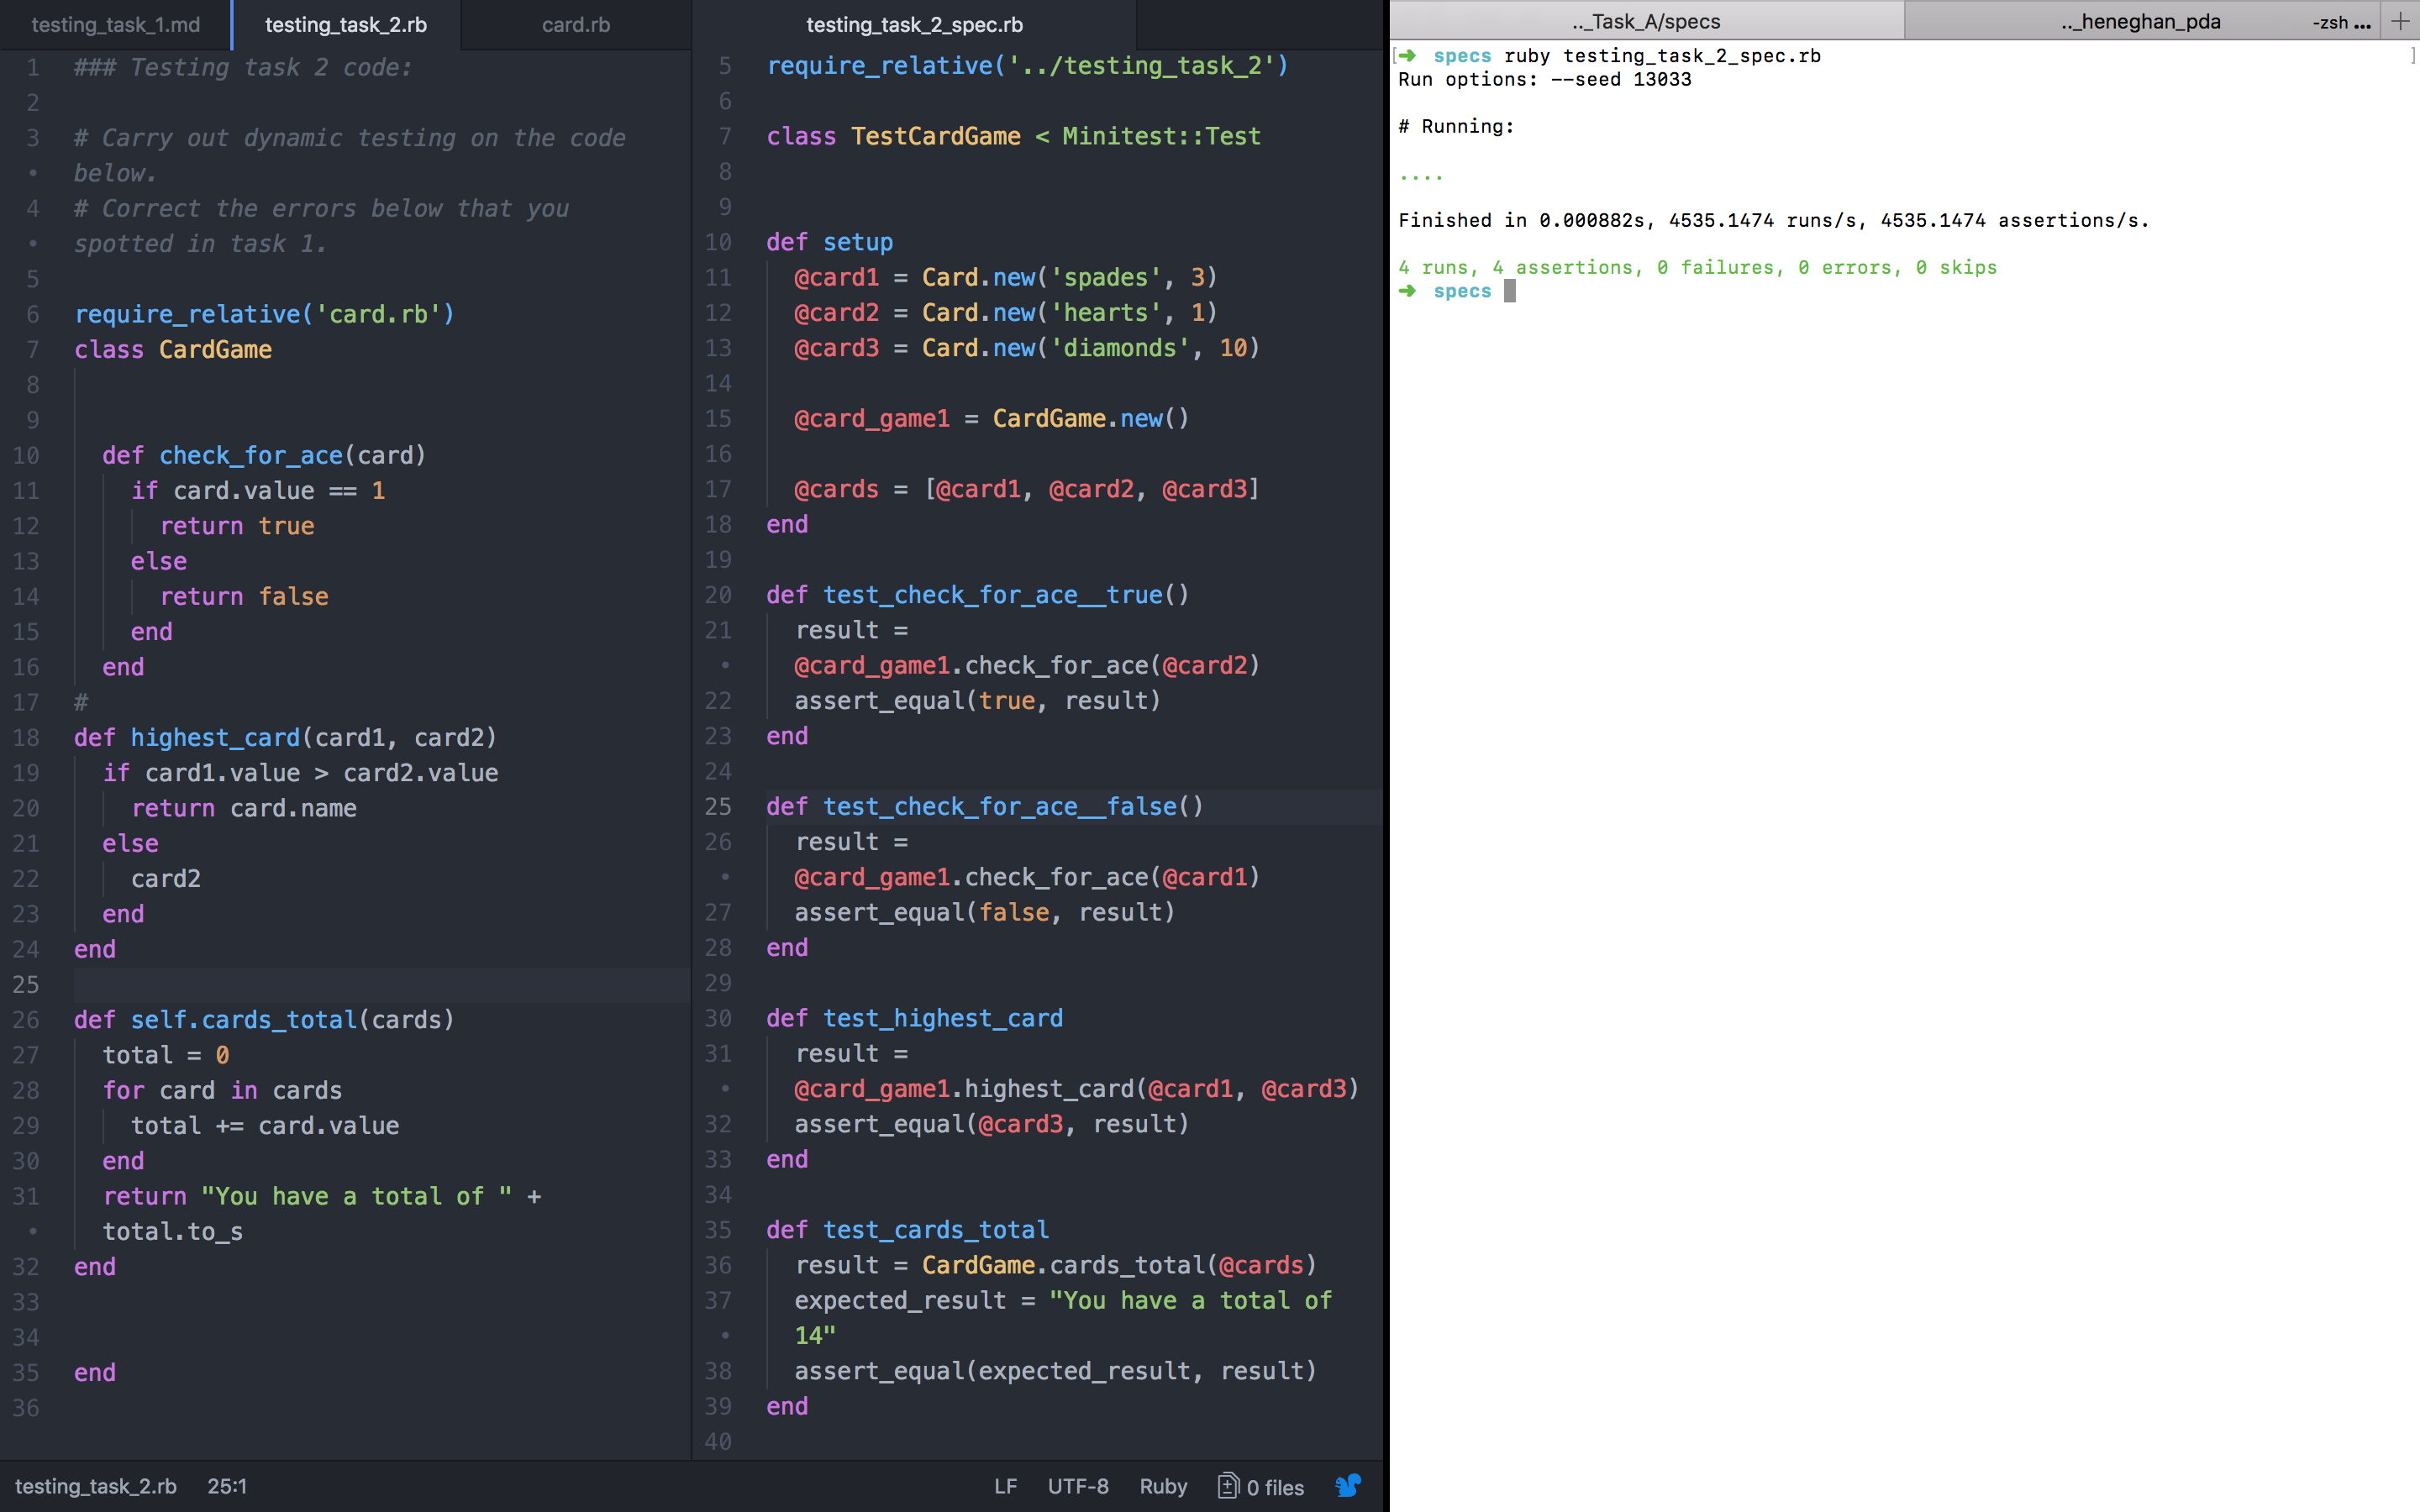 testing_task_1.md
testing_task_2.rb
card.rb
1 ### Testing task 2 code:
2
3 # Carry out dynamic testing on the code
• below.
4 # Correct the errors below that you
• spotted in task 1.
5
6 require_relative('card.rb')
7 class CardGame
8
9
10 def check_for_ace(card)
11 if card.value == 1
12 return true
13 else
14 return false
15 end
16 end
17 #
18 def highest_card(card1, card2)
19 if card1.value > card2.value
20 return card.name
21 else
22 card2
23 end
24 end
25
26 def self.cards_total(cards)
27 total = 0
28 for card in cards
29 total += card.value
30 end
31 return "You have a total of " +
• total.to_s
32 end
33
34
35 end
36
testing_task_2_spec.rb
5 require_relative('../testing_task_2')
6
7 class TestCardGame < Minitest::Test
8
9
10 def setup
11 @card1 = Card.new('spades', 3)
12 @card2 = Card.new('hearts', 1)
13 @card3 = Card.new('diamonds', 10)
14
15 @card_game1 = CardGame.new()
16
17 @cards = [@card1, @card2, @card3]
18 end
19
20 def test_check_for_ace__true()
21 result =
• @card_game1.check_for_ace(@card2)
22 assert_equal(true, result)
23 end
24
25 def test_check_for_ace__false()
26 result =
• @card_game1.check_for_ace(@card1)
27 assert_equal(false, result)
28 end
29
30 def test_highest_card
31 result =
• @card_game1.highest_card(@card1, @card3)
32 assert_equal(@card3, result)
33 end
34
35 def test_cards_total
36 result = CardGame.cards_total(@cards)
37 expected_result = "You have a total of
• 14"
38 assert_equal(expected_result, result)
39 end
40
testing_task_2.rb 25:1
LF UTF-8 Ruby 0 files
.._Task_A/specs
.._heneghan_pda -zsh ... +
[➜ specs ruby testing_task_2_spec.rb ]
Run options: --seed 13033
# Running:
....
Finished in 0.000882s, 4535.1474 runs/s, 4535.1474 assertions/s.
4 runs, 4 assertions, 0 failures, 0 errors, 0 skips
➜ specs